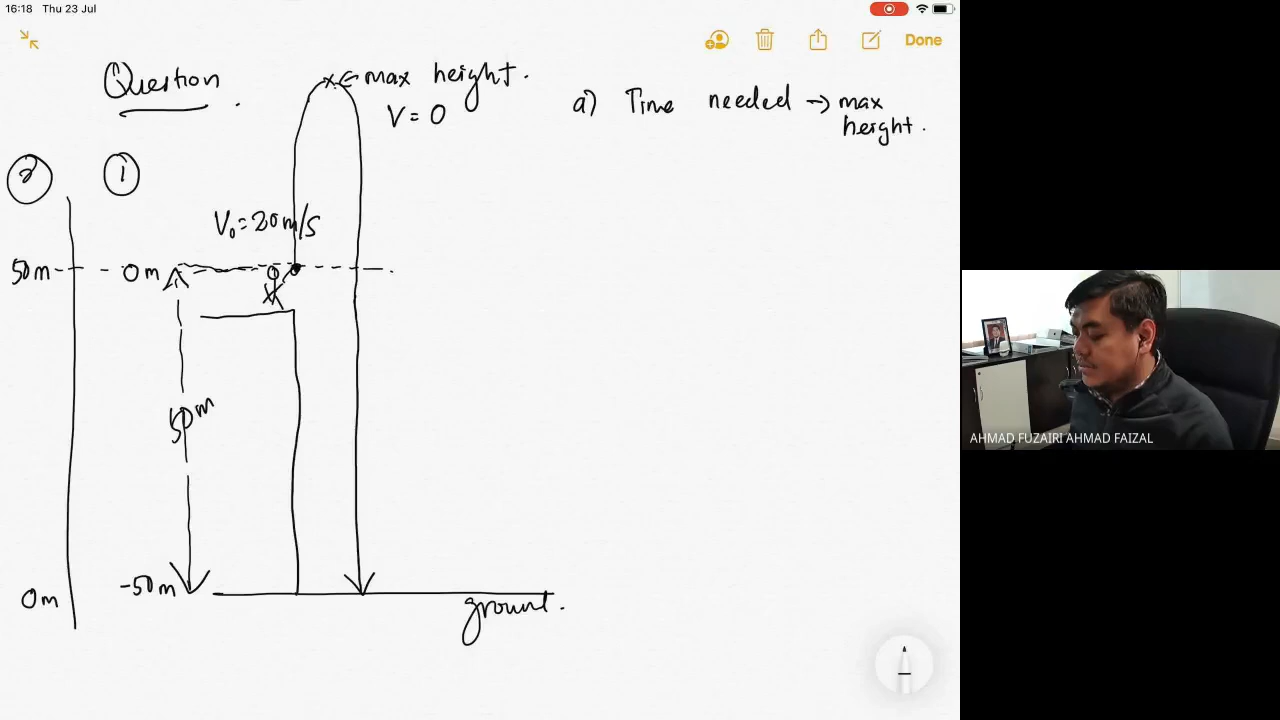 16:18 Thu 23 Jul
Done
Question
max height.
V = 0
a) Time needed → max
height.
2
1
V₀ = 20 m/s
50m
0m
50m
-50m
0m
ground.
AHMAD FUZAIRI AHMAD FAIZAL